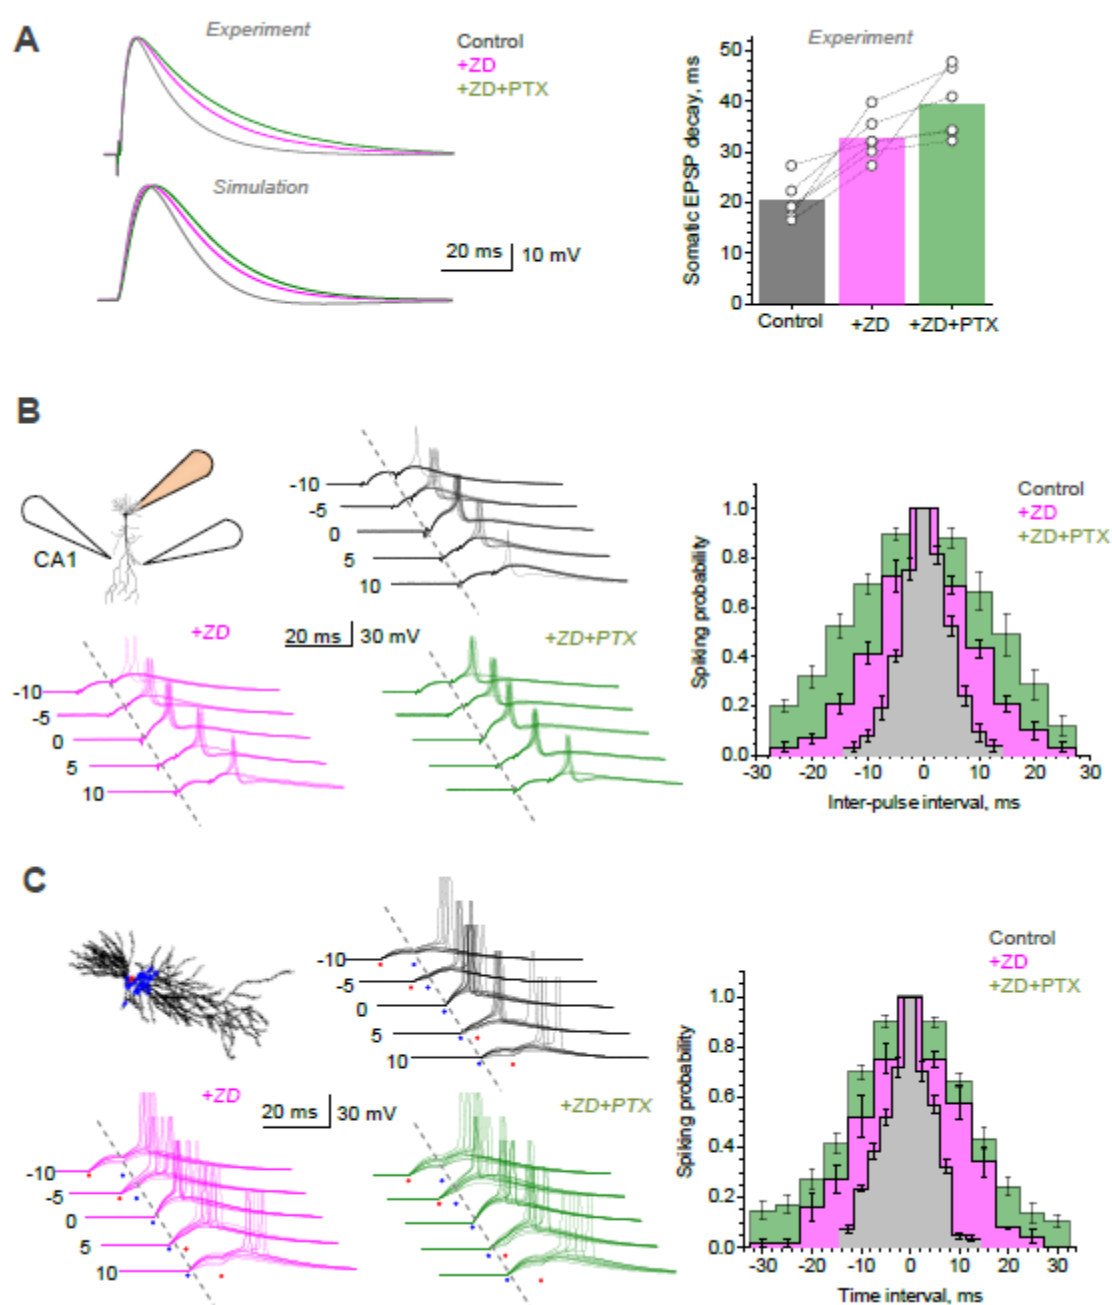 A
Experiment
Control
+ZD
+ZD+PTX
Simulation
20 ms
10 mV
Experiment
Somatic EPSP decay, ms
50
40
30
20
10
0
Control
+ZD
+ZD+PTX
B
CA1
-10
-5
0
5
10
+ZD
20 ms
30 mV
+ZD+PTX
-10
-5
0
5
10
Control
+ZD
+ZD+PTX
Spiking probability
1.0
0.8
0.6
0.4
0.2
0.0
-30
-20
-10
0
10
20
30
Inter-pulse interval, ms
C
-10
-5
0
5
10
+ZD
20 ms
30 mV
+ZD+PTX
-10
-5
0
5
10
Control
+ZD
+ZD+PTX
Spiking probability
1.0
0.8
0.6
0.4
0.2
0.0
-30
-20
-10
0
10
20
30
Time interval, ms